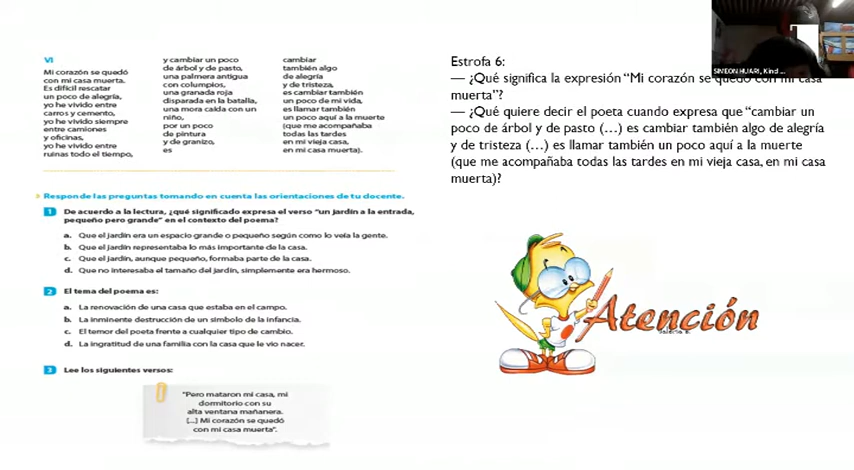 VI
Mi corazón se quedó
con mi casa muerta.
Es difícil rescatar
un poco de alegría,
yo he vivido entre
carros y cemento,
yo he vivido siempre
entre camiones
y oficinas,
yo he vivido entre
ruinas todo el tiempo,
y cambiar un poco
de árbol y de pasto,
una palmera antigua
con columpios,
una granada roja
disparada en la batalla,
una mora caída con un
niño,
por un poco
de pintura
y de granizo,
es
cambiar
también algo
de alegría
y de tristeza,
es cambiar también
un poco de mi vida,
es llamar también
un poco aquí a la muerte
(que me acompañaba
todas las tardes
en mi vieja casa,
en mi casa muerta).
» Responde las preguntas tomando en cuenta las orientaciones de tu docente.
1 De acuerdo a la lectura, ¿qué significado expresa el verso "un jardín a la entrada,
pequeño pero grande" en el contexto del poema?
a. Que el jardín era un espacio grande o pequeño según como lo veía la gente.
b. Que el jardín representaba lo más importante de la casa.
c. Que el jardín, aunque pequeño, formaba parte de la casa.
d. Que no interesaba el tamaño del jardín, simplemente era hermoso.
2 El tema del poema es:
a. La renovación de una casa que estaba en el campo.
b. La inminente destrucción de un símbolo de la infancia.
c. El temor del poeta frente a cualquier tipo de cambio.
d. La ingratitud de una familia con la casa que le vio nacer.
3 Lee los siguientes versos:
"Pero mataron mi casa, mi
dormitorio con su
alta ventana mañanera.
[...] Mi corazón se quedó
con mi casa muerta".
Estrofa 6:
— ¿Qué significa la expresión "Mi corazón se quedó con mi casa
muerta"?
— ¿Qué quiere decir el poeta cuando expresa que "cambiar un
poco de árbol y de pasto (…) es cambiar también algo de alegría
y de tristeza (…) es llamar también un poco aquí a la muerte
(que me acompañaba todas las tardes en mi vieja casa, en mi casa
muerta)?
Atención
SIMEON HUARI, Kind...